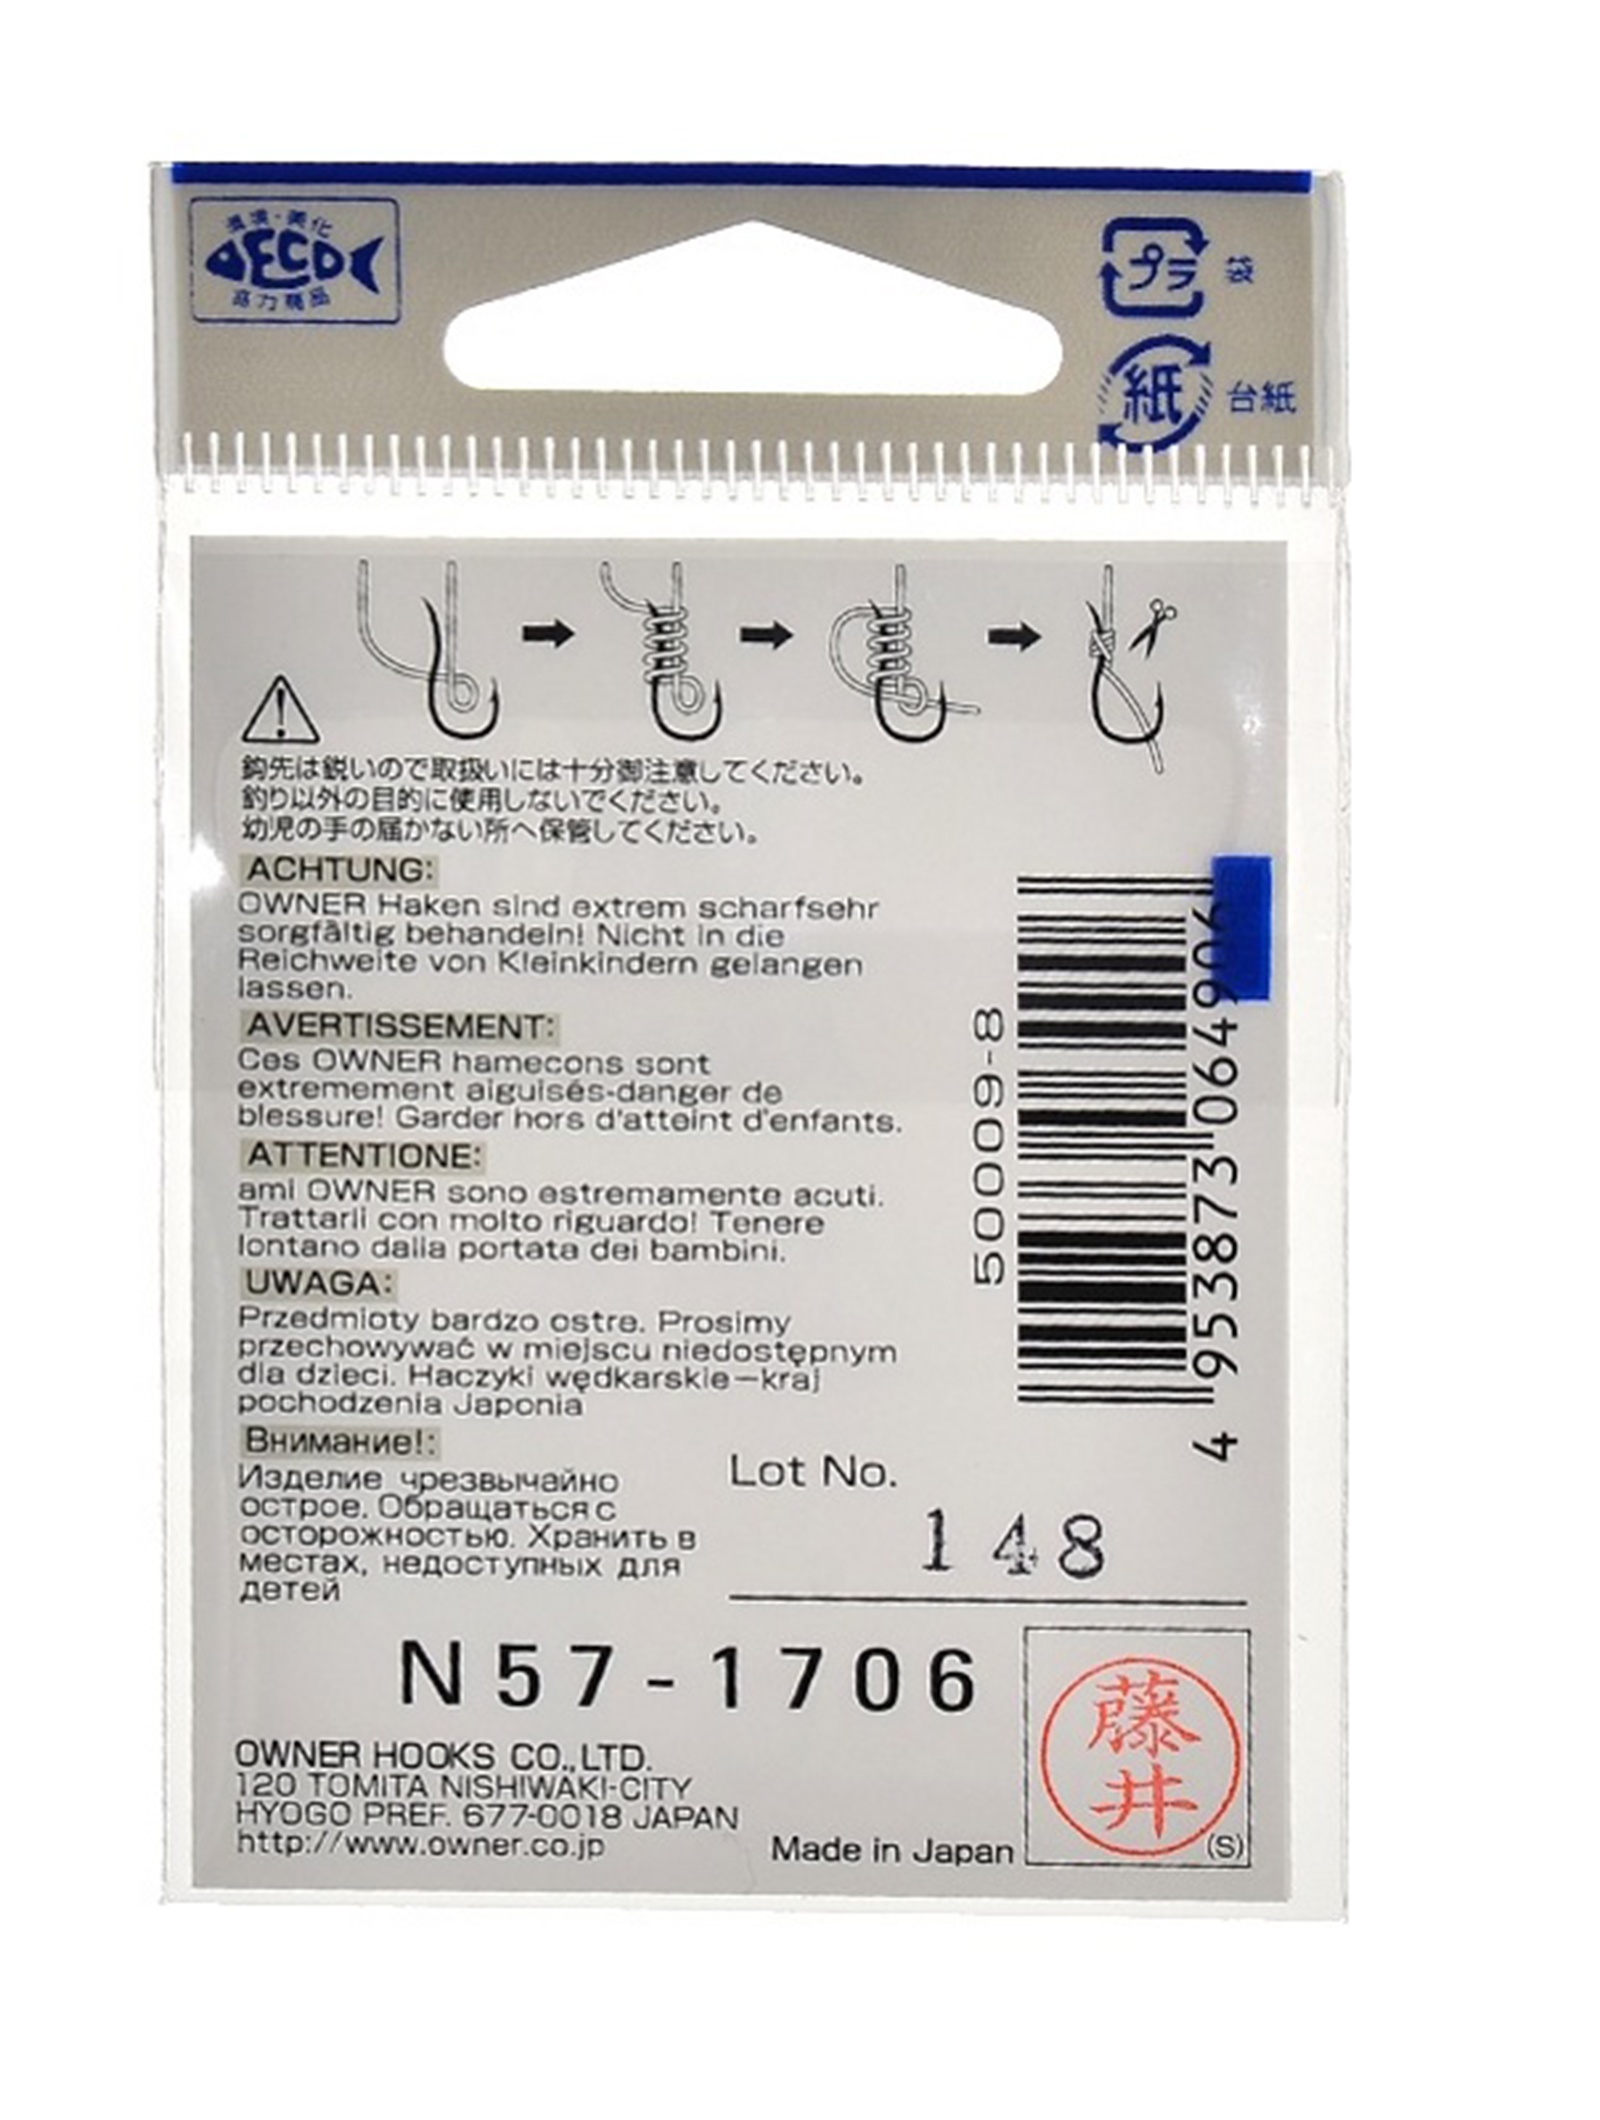 環境・美化
ECO
協力商品
プラ 袋
紙 台紙
鈎先は鋭いので取扱いには十分御注意してください。
釣り以外の目的に使用しないでください。
幼児の手の届かない所へ保管してください。
ACHTUNG:
OWNER Haken sind extrem scharfsehr
sorgfältig behandeln! Nicht in die
Reichweite von Kleinkindern gelangen
lassen.
AVERTISSEMENT:
Ces OWNER hamecons sont
extremement aiguisés-danger de
blessure! Garder hors d'atteint d'enfants.
ATTENTIONE:
ami OWNER sono estremamente acuti.
Trattarli con molto riguardo! Tenere
lontano dalla portata dei bambini.
UWAGA:
Przedmioty bardzo ostre. Prosimy
przechowywać w miejscu niedostępnym
dla dzieci. Haczyki wędkarskie—kraj
pochodzenia Japonia
Внимание!:
Изделие чрезвычайно
острое. Обращаться с
осторожностью. Хранить в
местах, недоступных для
детей
50009-8
4 953873 064906
Lot No.
148
N57-1706
OWNER HOOKS CO.,LTD.
120 TOMITA NISHIWAKI-CITY
HYOGO PREF. 677-0018 JAPAN
http://www.owner.co.jp
Made in Japan
藤井
(S)